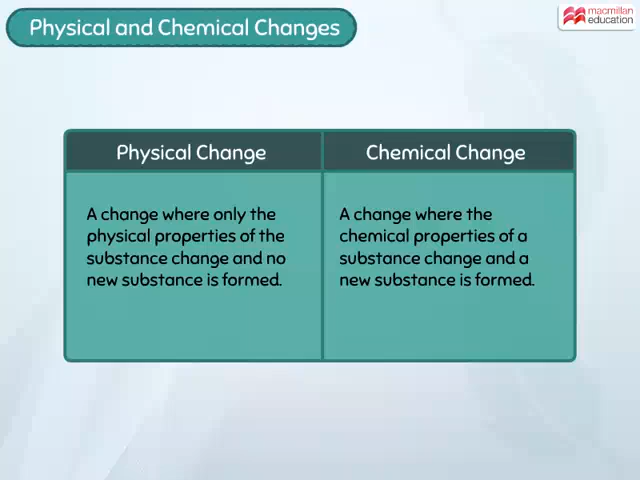 Physical and Chemical Changes
macmillan
education
Physical Change
Chemical Change
A change where only the
physical properties of the
substance change and no
new substance is formed.
A change where the
chemical properties of a
substance change and a
new substance is formed.